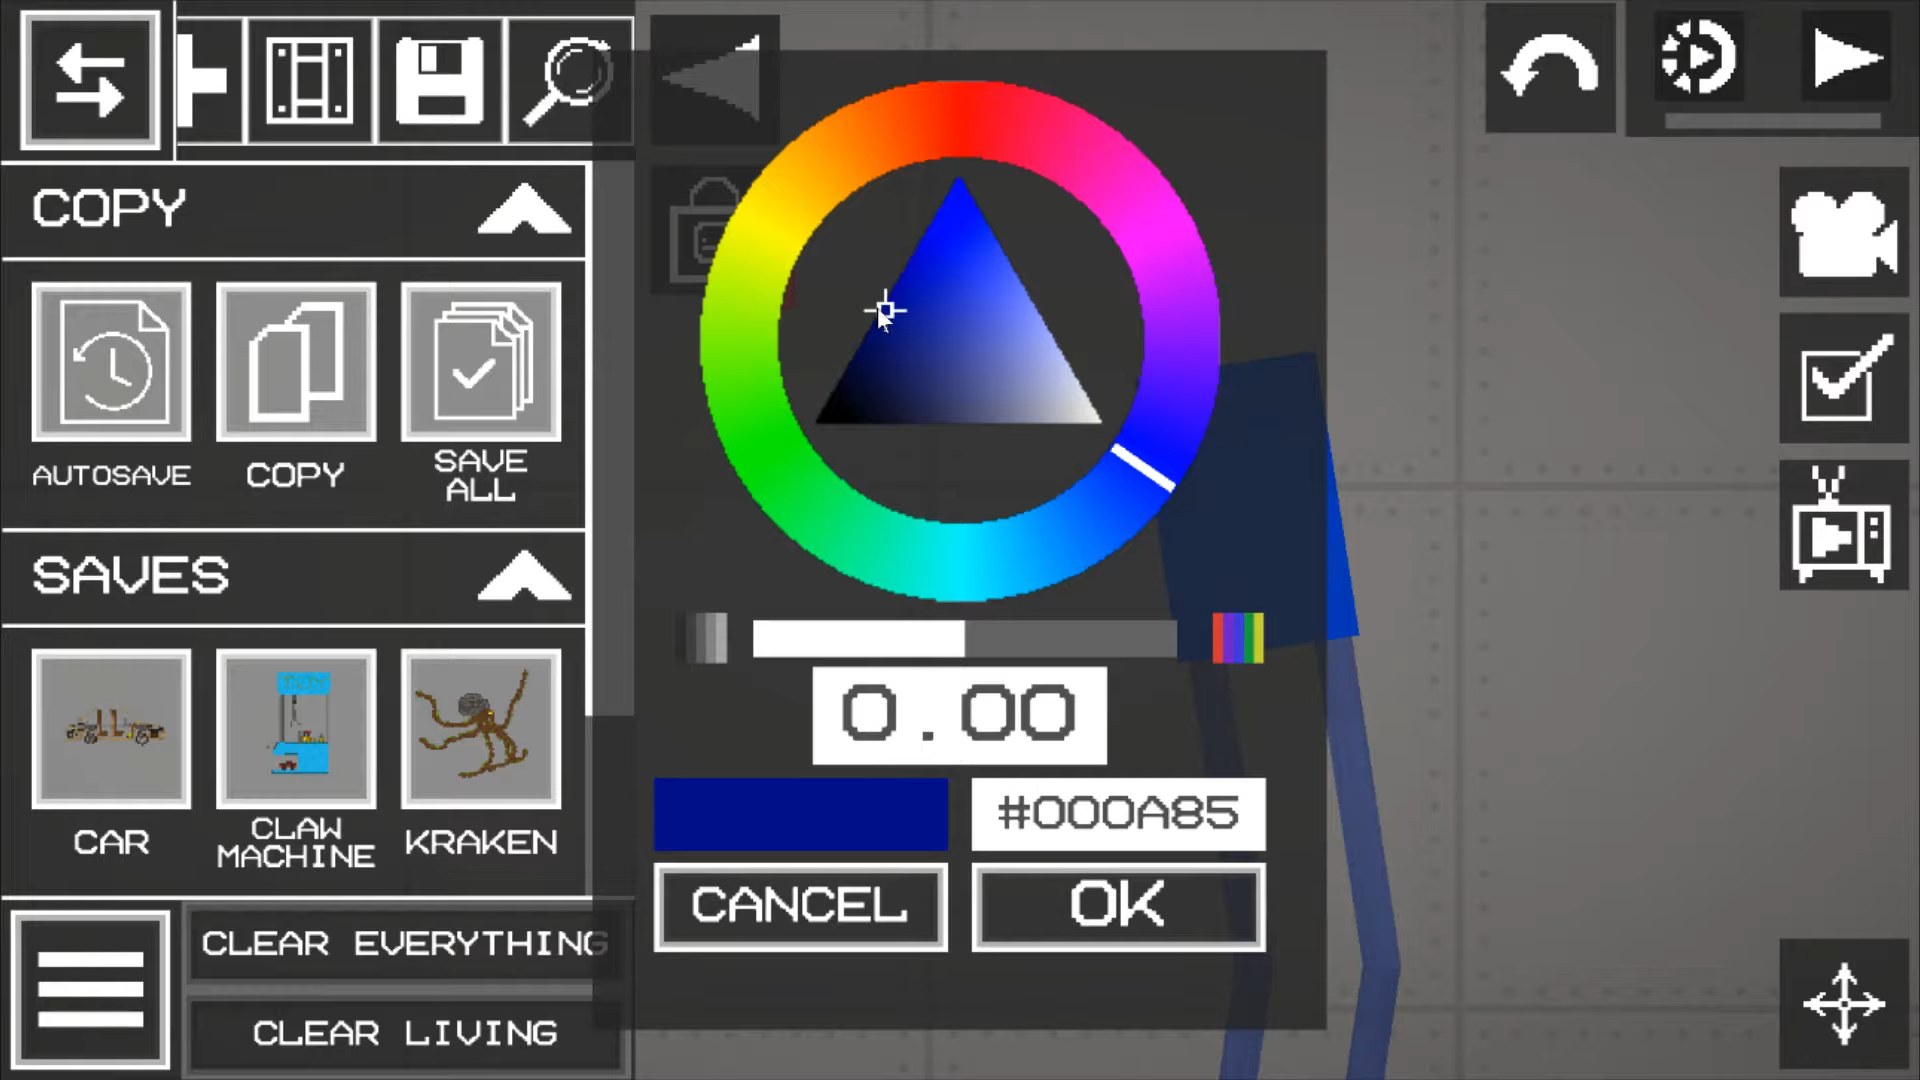 COPY
AUTOSAVE
COPY
SAVE
ALL
SAVES
CAR
CLAW
MACHINE
KRAKEN
CLEAR EVERYTHING
CLEAR LIVING
0.00
#000A85
CANCEL
OK